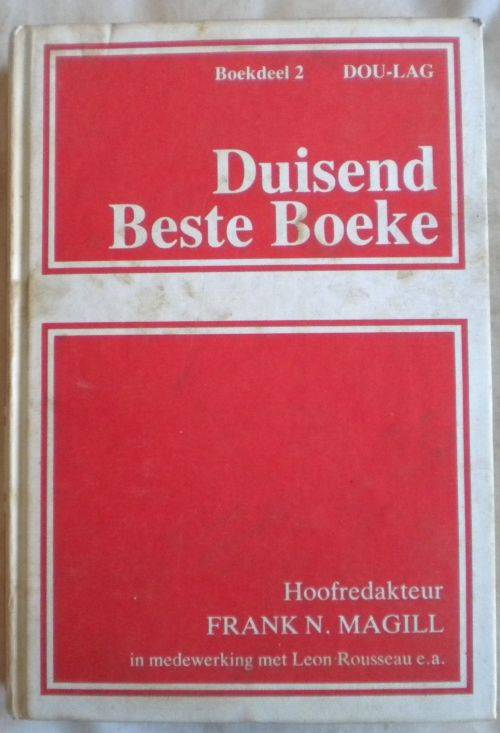 Boekdeel 2 DOU-LAG
Duisend
Beste Boeke
Hoofredakteur
FRANK N. MAGILL
in medewerking met Leon Rousseau e.a.